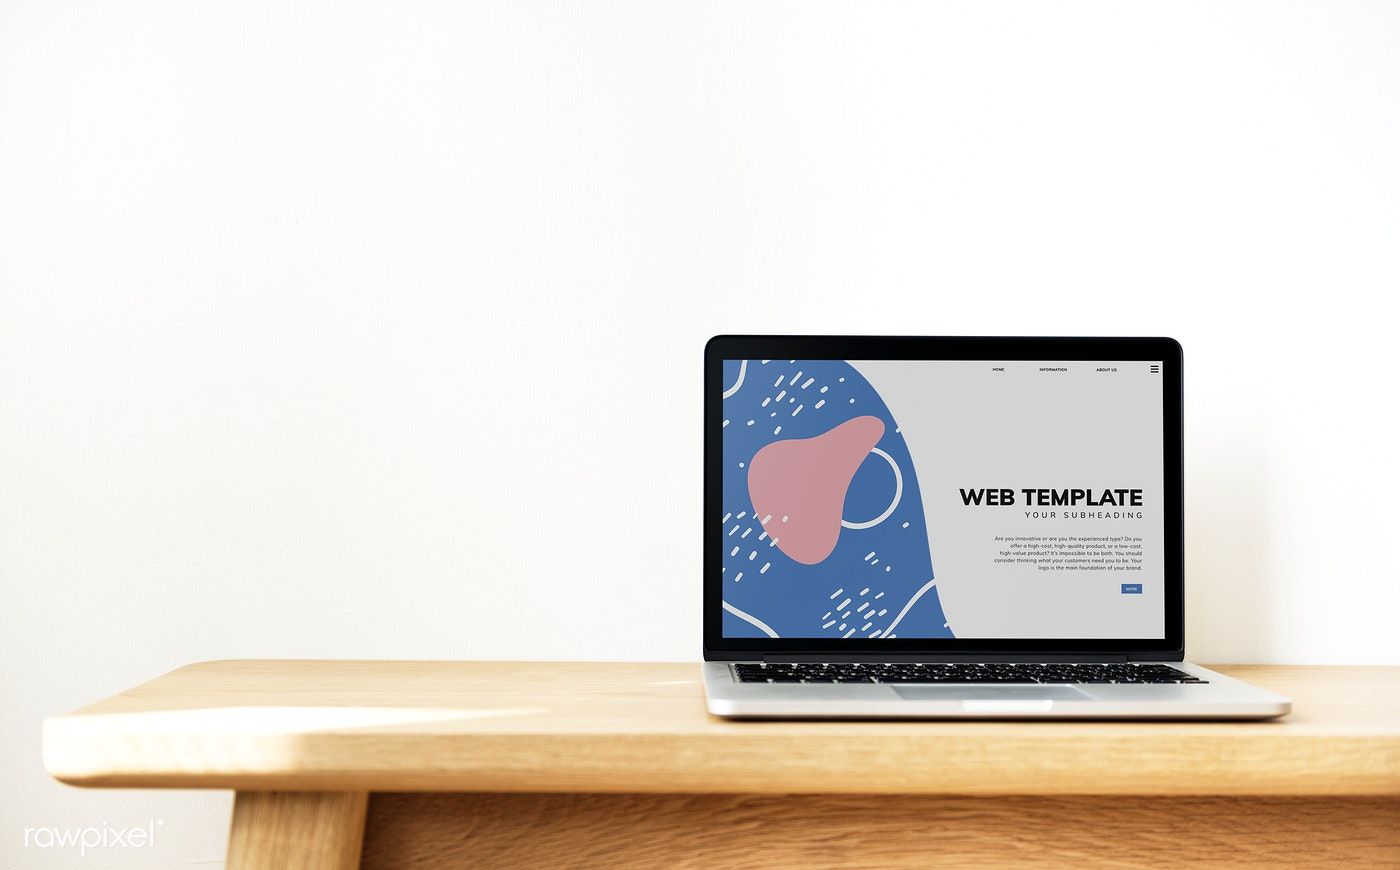 HOME INFORMATION ABOUT US
WEB TEMPLATE
YOUR SUBHEADING
Are you innovative or are you the experienced type? Do you
offer a high-cost, high-quality product, or a low-cost,
high-value product? It's impossible to be both. You should
consider thinking what your customers need you to be. Your
logo is the main foundation of your brand.
MORE
rawpixel